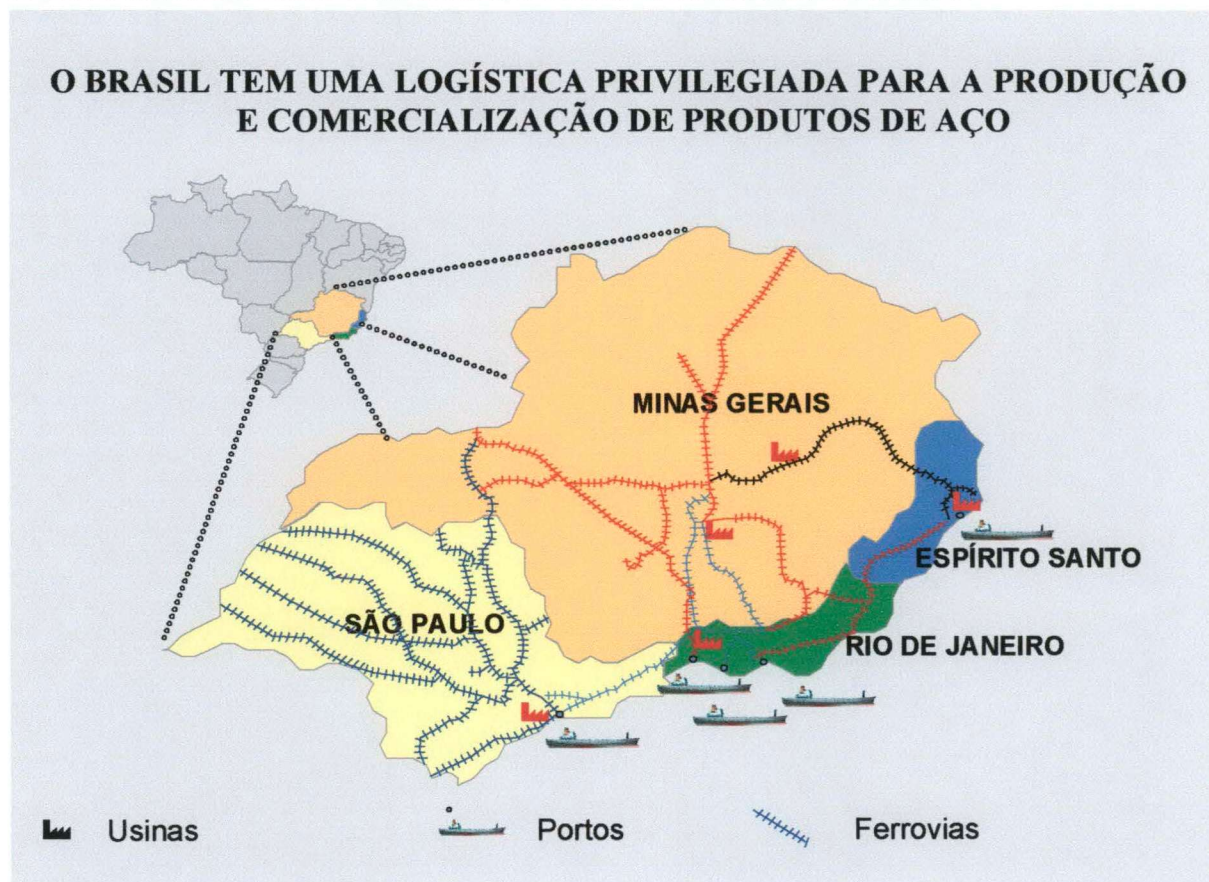 O BRASIL TEM UMA LOGÍSTICA PRIVILEGIADA PARA A PRODUÇÃO
E COMERCIALIZAÇÃO DE PRODUTOS DE AÇO
MINAS GERAIS
ESPÍRITO SANTO
SÃO PAULO
RIO DE JANEIRO
Usinas
Portos
Ferrovias